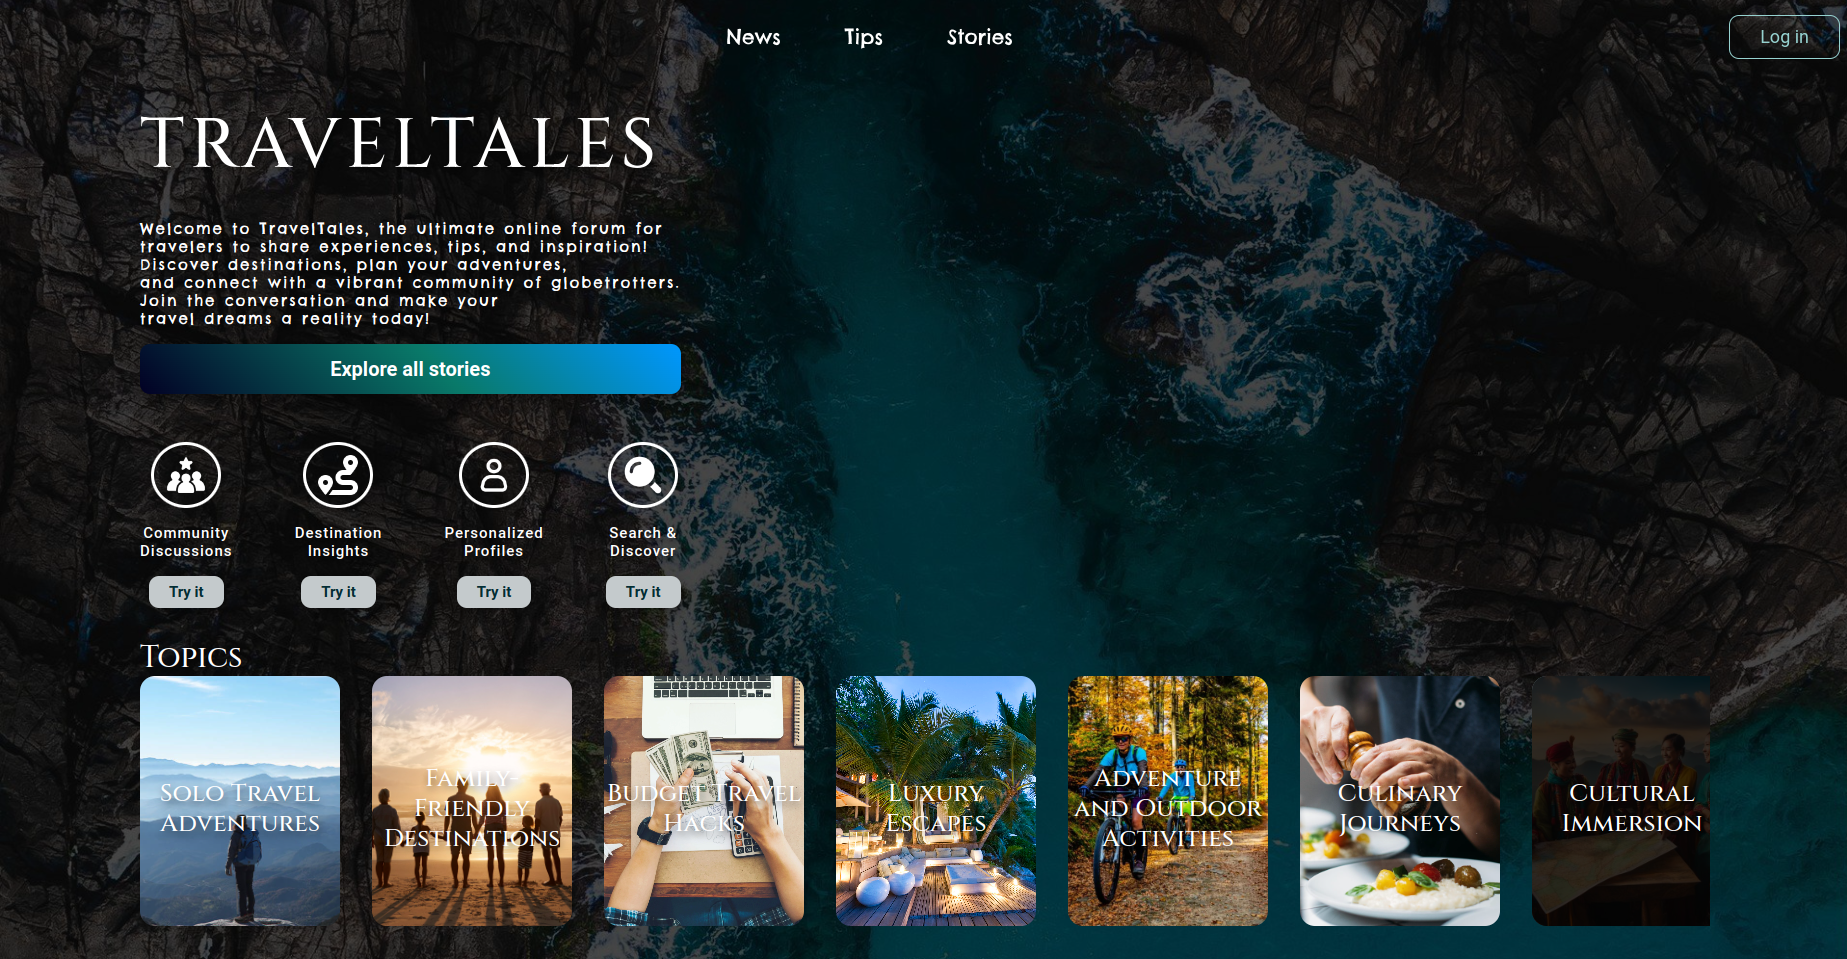 News Tips Stories Log in
TRAVELTALES
Welcome to TravelTales, the ultimate online forum for
travelers to share experiences, tips, and inspiration!
Discover destinations, plan your adventures,
and connect with a vibrant community of globetrotters.
Join the conversation and make your
travel dreams a reality today!
Explore all stories
Community
Discussions
Destination
Insights
Personalized
Profiles
Search &
Discover
Try it Try it Try it Try it
Topics
Solo Travel
Adventures
Family-
Friendly
Destinations
Budget Travel
Hacks
Luxury
Escapes
Adventure
and Outdoor
Activities
Culinary
Journeys
Cultural
Immersion